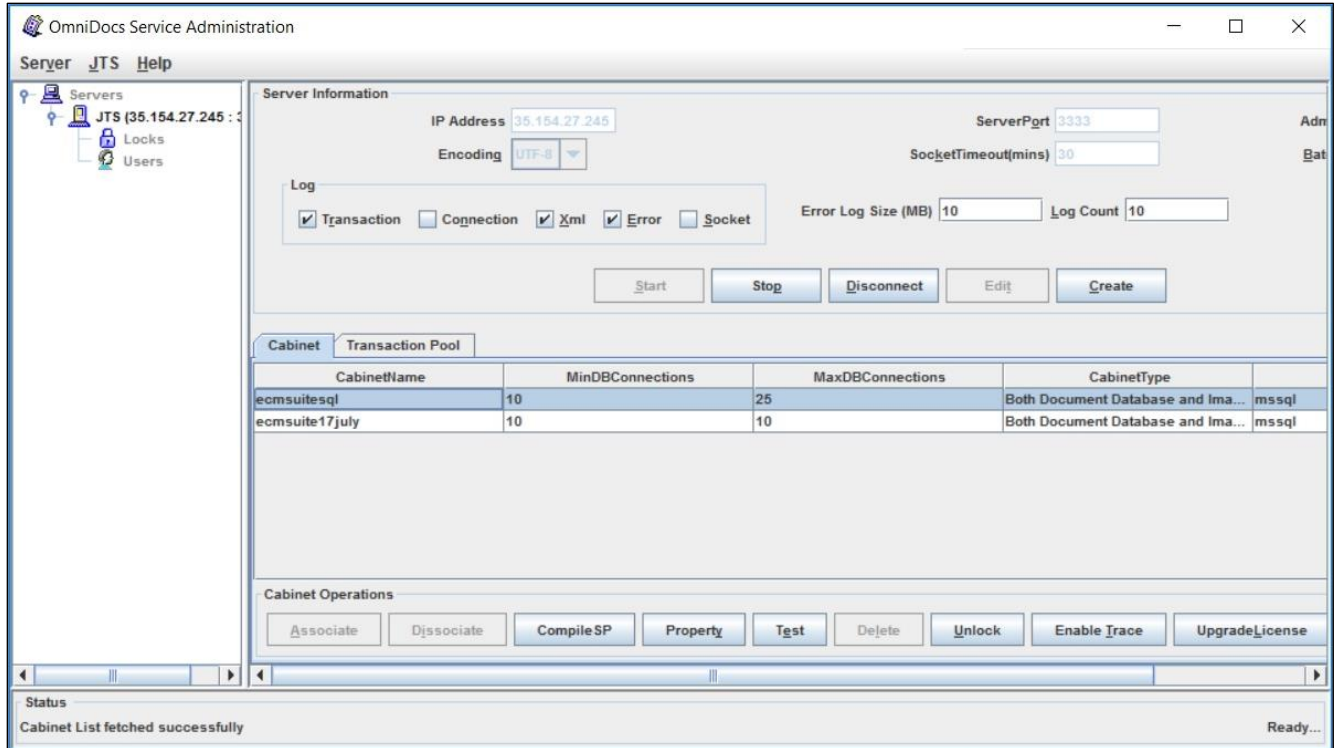 OmniDocs Service Administration
Server JTS Help
Servers
JTS (35.154.27.245 : 3
Locks
Users
Server Information
IP Address 35.154.27.245 ServerPort 3333 Adm
Encoding UTF-8 SocketTimeout(mins) 30 Bat
Log
Transaction Connection Xml Error Socket Error Log Size (MB) 10 Log Count 10
Start Stop Disconnect Edit Create
Cabinet Transaction Pool
CabinetName MinDBConnections MaxDBConnections CabinetType
ecmsuitesql 10 25 Both Document Database and Ima... mssql
ecmsuite17july 10 10 Both Document Database and Ima... mssql
Cabinet Operations
Associate Dissociate CompileSP Property Test Delete Unlock Enable Trace UpgradeLicense
Status
Cabinet List fetched successfully Ready...